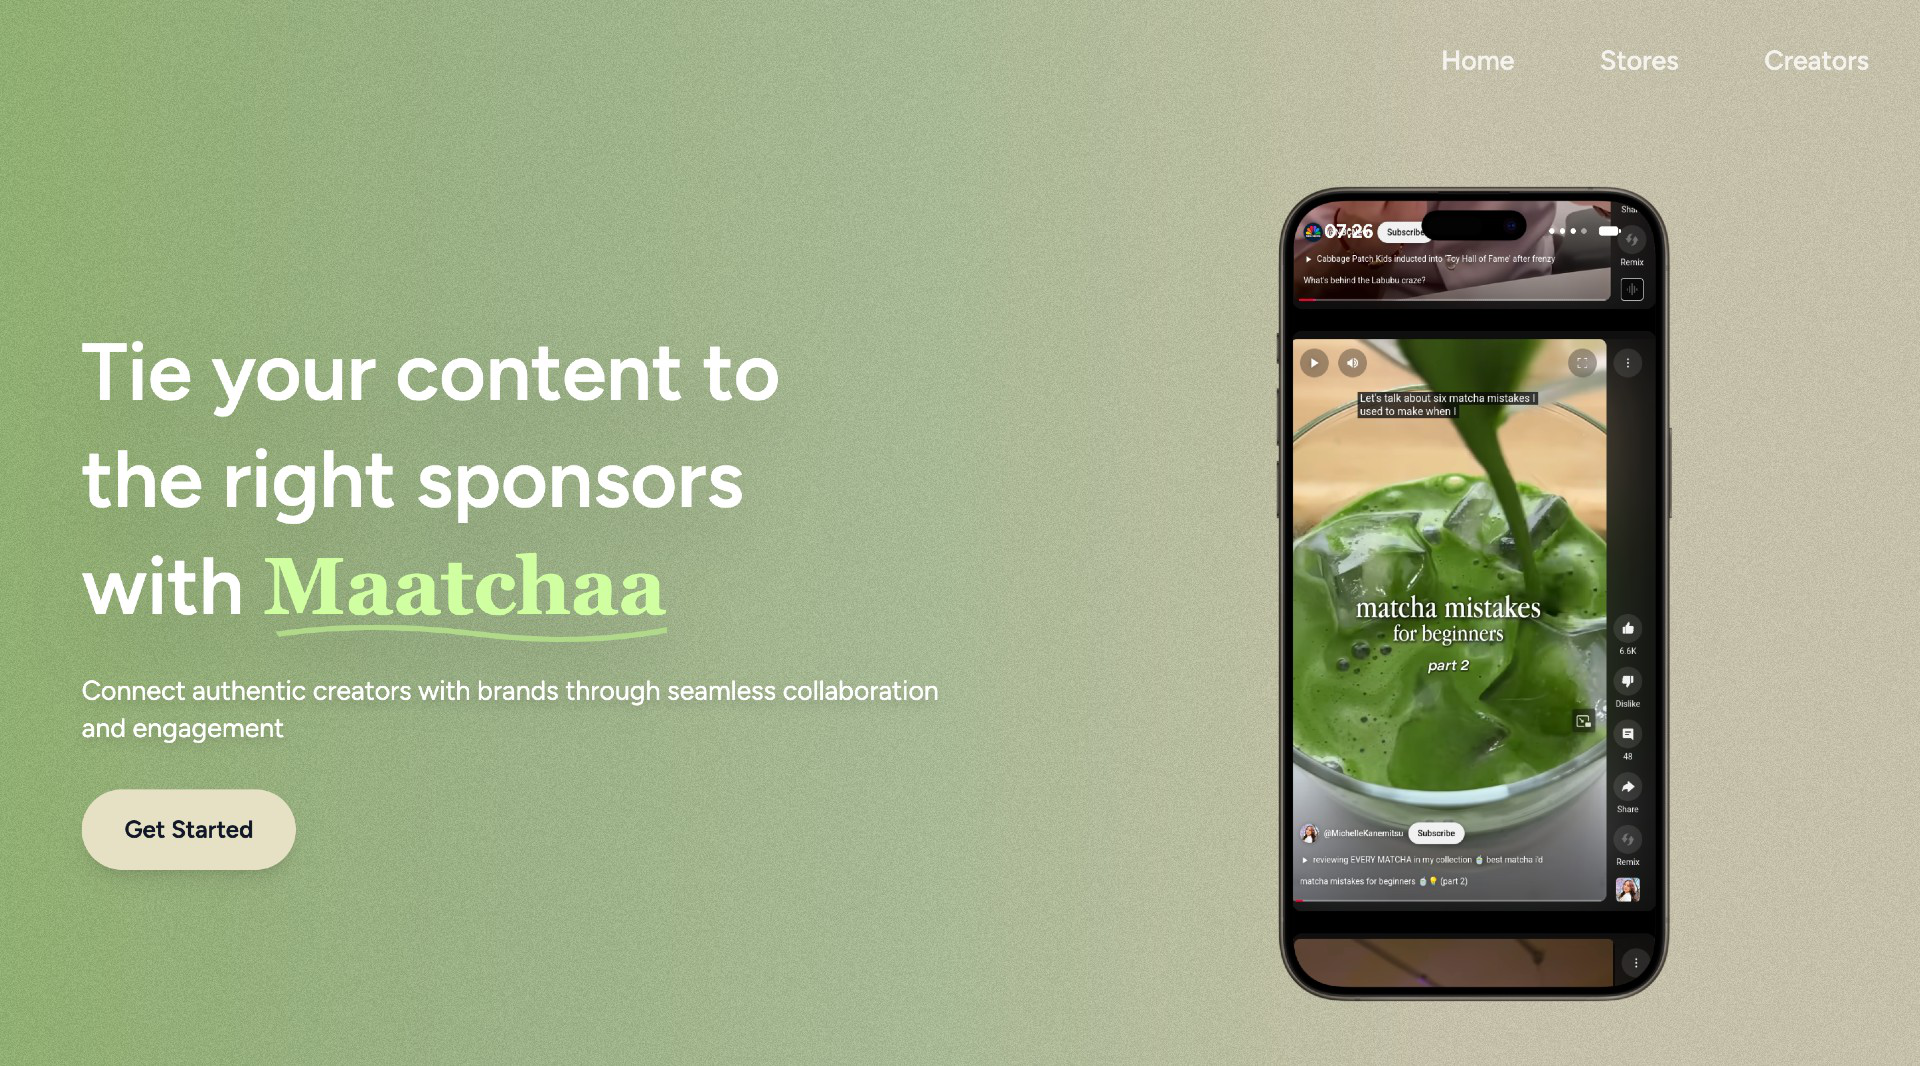 Home
Stores
Creators
Tie your content to
the right sponsors
with Maatchaa
Connect authentic creators with brands through seamless collaboration
and engagement
Get Started
07:26
Subscribe
Cabbage Patch Kids inducted into 'Toy Hall of Fame' after frenzy
What's behind the Labubu craze?
Remix
Let's talk about six matcha mistakes I
used to make when I
matcha mistakes
for beginners
part 2
6.6K
Dislike
48
Share
Remix
@MichelleKanemitsu
Subscribe
reviewing EVERY MATCHA in my collection 🍵 best matcha i'd
matcha mistakes for beginners 🍵💡 (part 2)